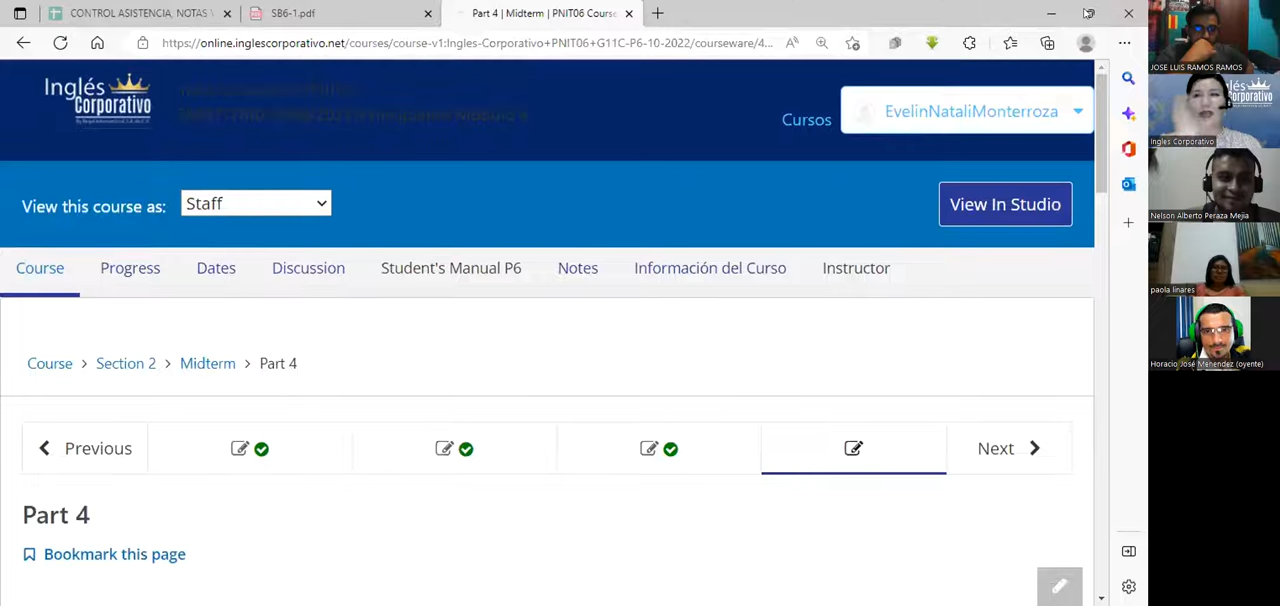 CONTROL ASISTENCIA, NOTAS
SB6-1.pdf
Part 4 | Midterm | PNIT06 Course
https://online.inglescorporativo.net/courses/course-v1:Ingles-Corporativo+PNIT06+G11C-P6-10-2022/courseware/4...
Inglés
Corporativo
Cursos
EvelinNataliMonterroza
View this course as:
Staff
View In Studio
Course
Progress
Dates
Discussion
Student's Manual P6
Notes
Información del Curso
Instructor
Course > Section 2 > Midterm > Part 4
Previous
Next
Part 4
Bookmark this page
JOSE LUIS RAMOS RAMOS
glés
orporativo
Ingles Corporativo
Nelson Alberto Peraza Mejia
paola linares
Horacio José Menendez (oyente)